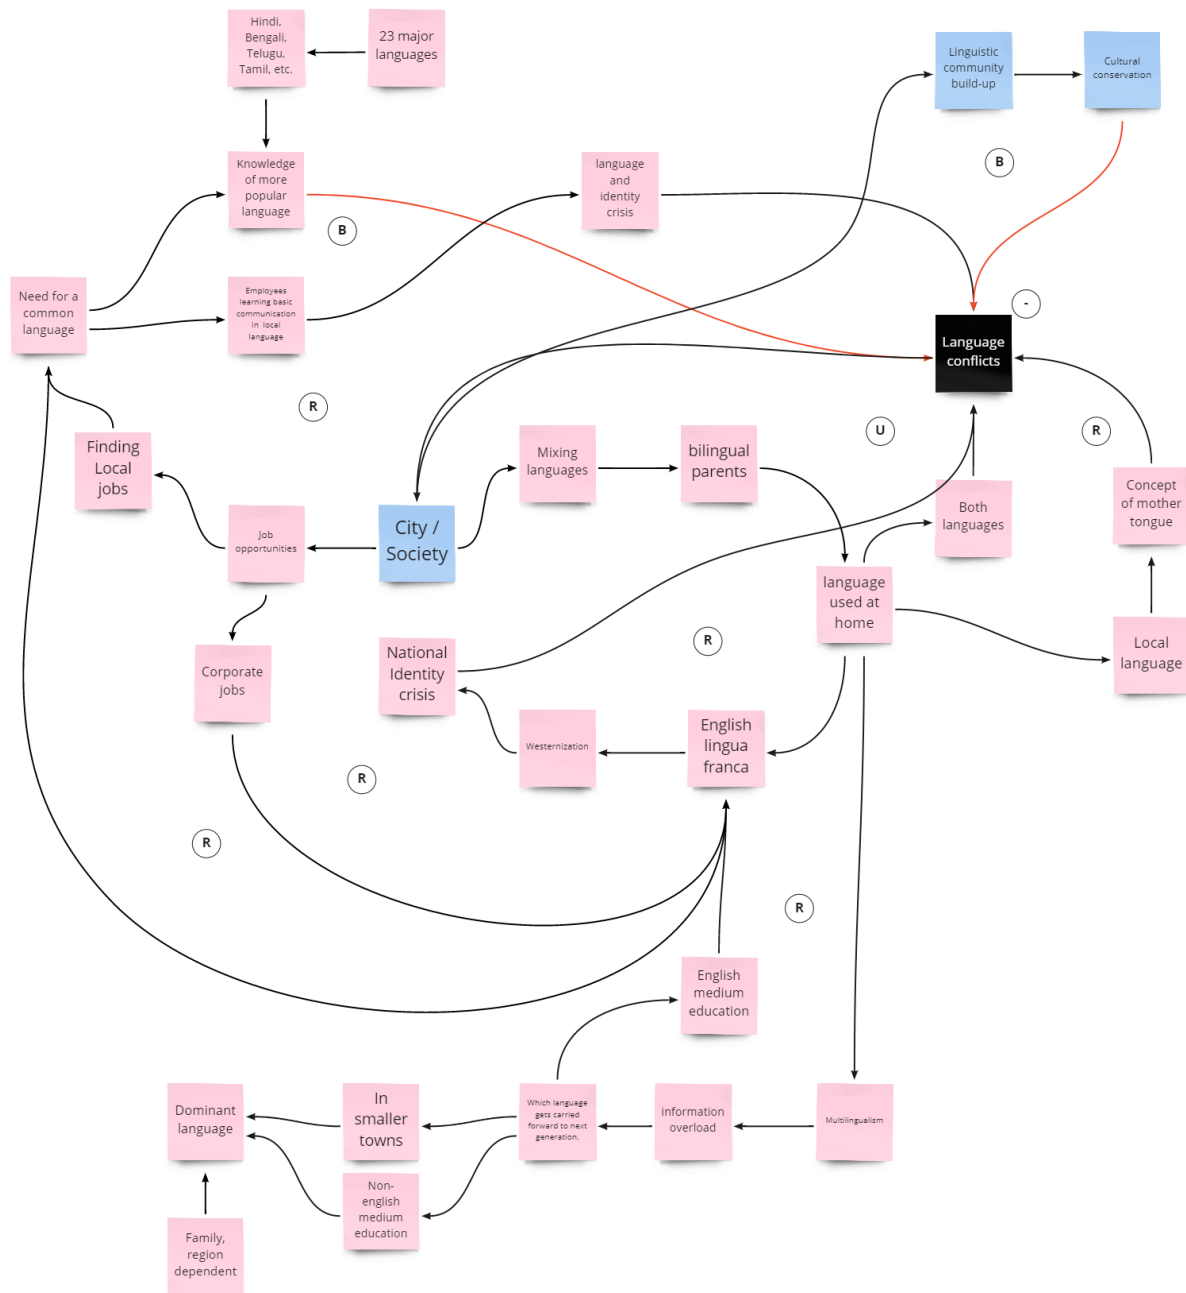 Hindi,
Bengali,
Telugu,
Tamil, etc.
23 major
languages
Linguistic
community
build-up
Cultural
conservation
Knowledge
of more
popular
language
language
and
identity
crisis
B
B
Need for a
common
language
Employees
learning basic
communication
in local
language
-
Language
conflicts
R
U
R
Finding
Local
jobs
Mixing
languages
bilingual
parents
Both
languages
Concept
of mother
tongue
Job
opportunities
City /
Society
language
used at
home
Local
language
Corporate
jobs
National
Identity
crisis
R
Westernization
English
lingua
franca
R
R
R
English
medium
education
Dominant
language
In
smaller
towns
Which language
gets carried
forward to next
generation.
information
overload
Multilingualism
Non-
english
medium
education
Family,
region
dependent